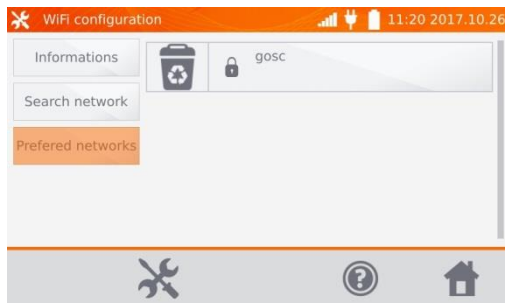 WiFi configuration
11:20 2017.10.26
Informations
gosc
Search network
Prefered networks